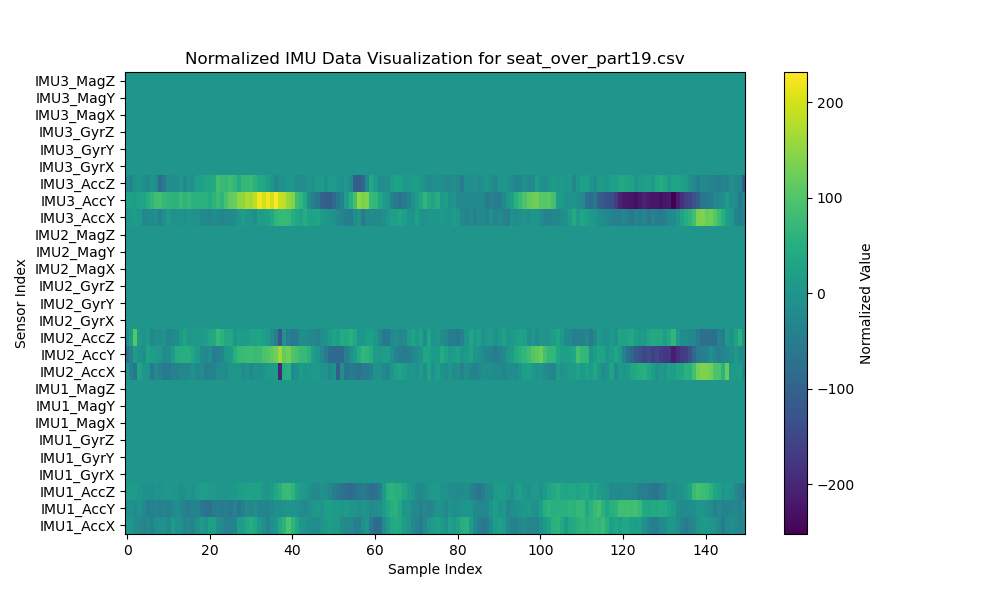 Normalized IMU Data Visualization for seat_over_part19.csv
IMU3_MagZ
IMU3_MagY
IMU3_MagX
IMU3_GyrZ
IMU3_GyrY
IMU3_GyrX
IMU3_AccZ
IMU3_AccY
IMU3_AccX
IMU2_MagZ
IMU2_MagY
IMU2_MagX
IMU2_GyrZ
IMU2_GyrY
IMU2_GyrX
IMU2_AccZ
IMU2_AccY
IMU2_AccX
IMU1_MagZ
IMU1_MagY
IMU1_MagX
IMU1_GyrZ
IMU1_GyrY
IMU1_GyrX
IMU1_AccZ
IMU1_AccY
IMU1_AccX
Sensor Index
0 20 40 60 80 100 120 140
Sample Index
200
100
0
−100
−200
Normalized Value